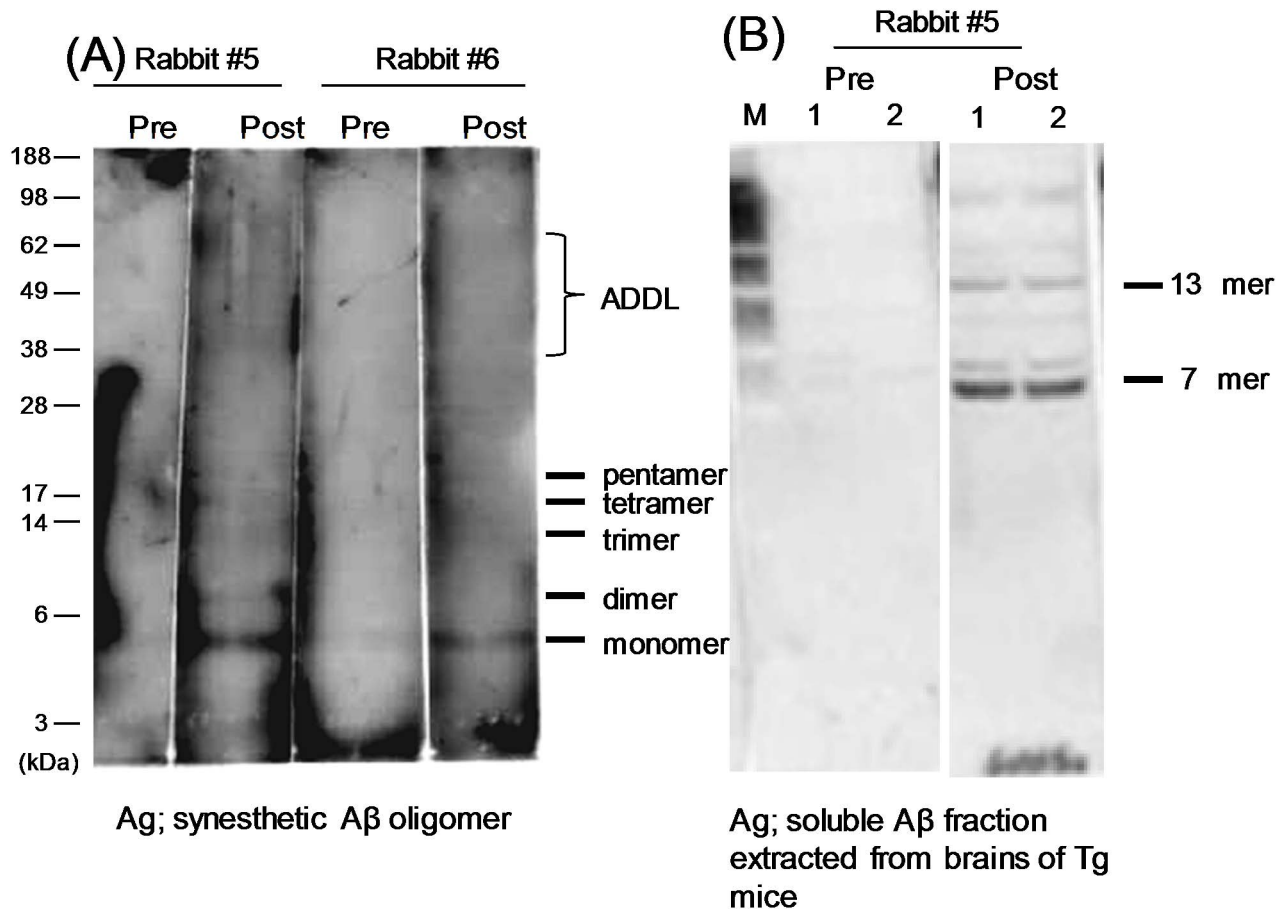 (A)
Rabbit #5 Rabbit #6
Pre Post Pre Post
188
98
62
49
38
28
17
14
6
3
(kDa)
ADDL
pentamer
tetramer
trimer
dimer
monomer
Ag; synesthetic Aβ oligomer
(B)
Rabbit #5
Pre Post
M 1 2 1 2
13 mer
7 mer
Ag; soluble Aβ fraction
extracted from brains of Tg
mice